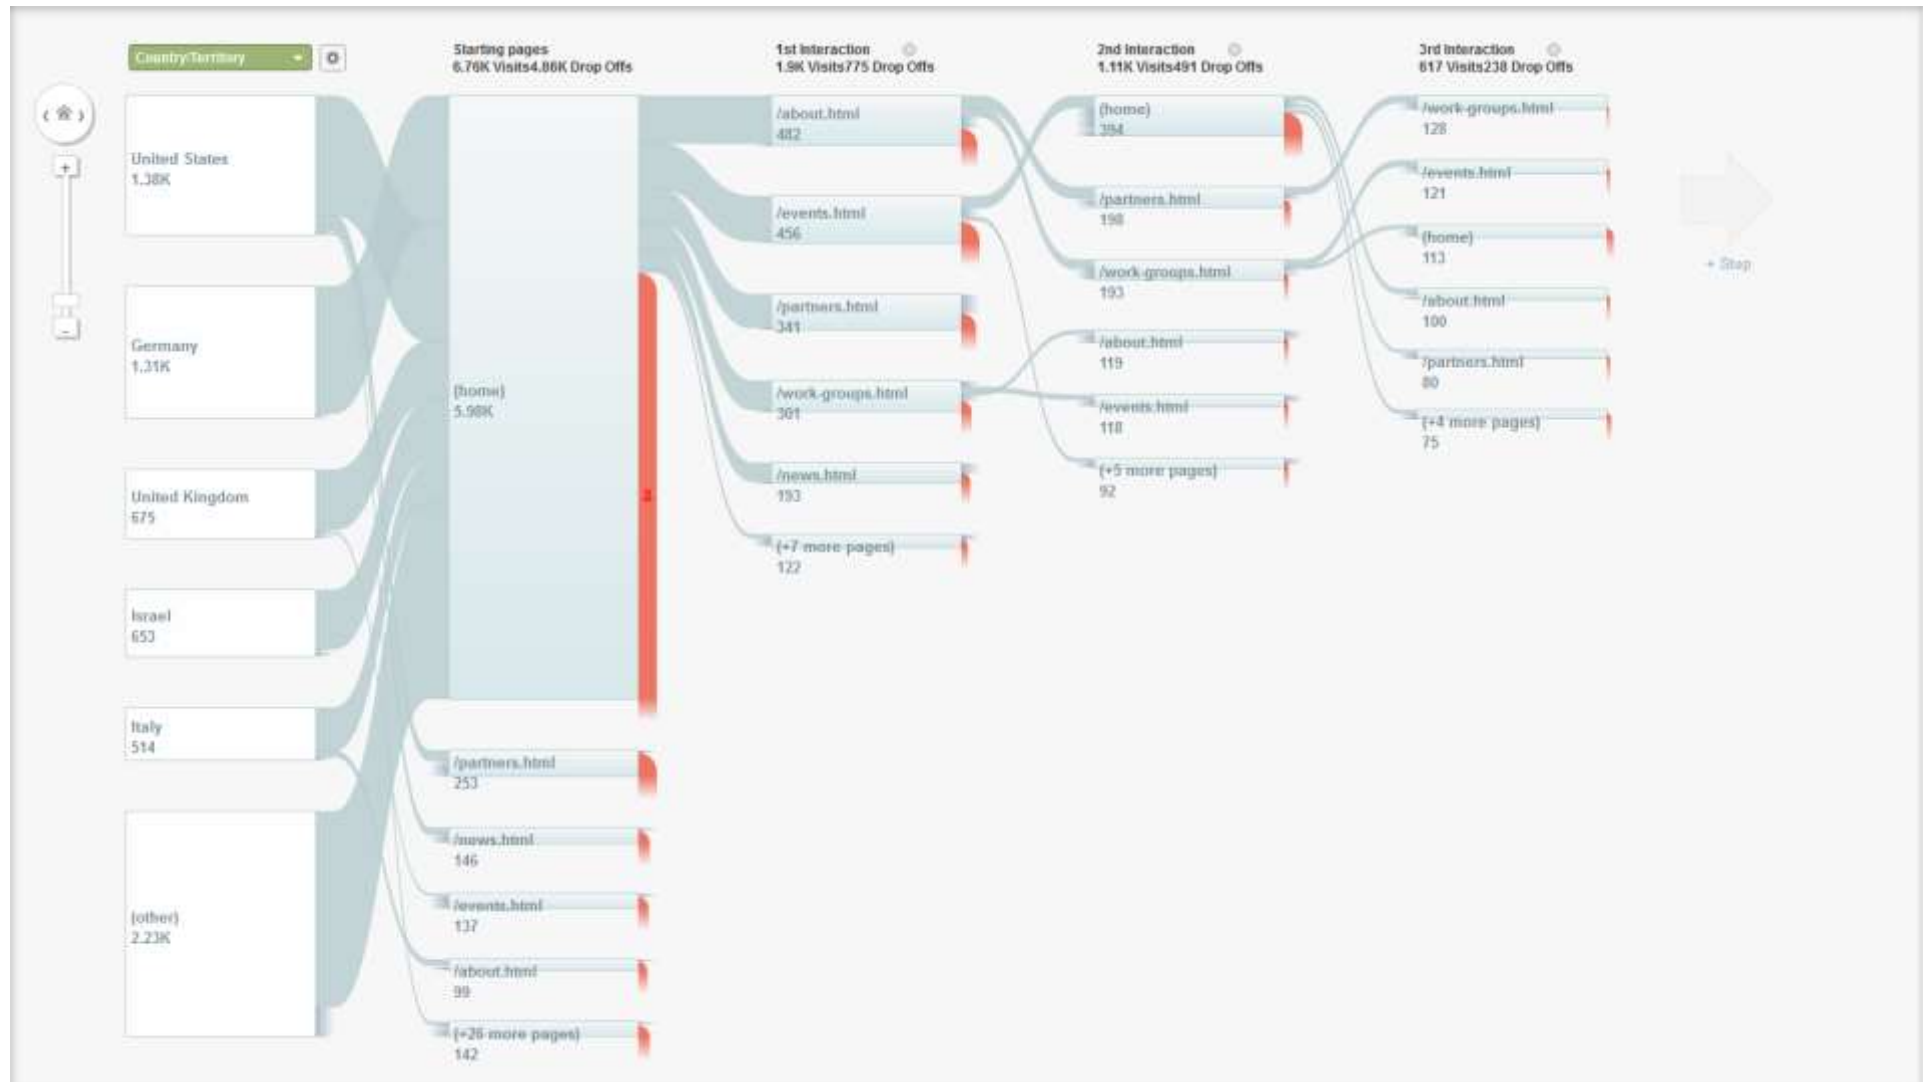 Country/Territory
Starting pages
6.76K Visits4.86K Drop Offs
1st Interaction
1.9K Visits775 Drop Offs
2nd Interaction
1.11K Visits491 Drop Offs
3rd Interaction
617 Visits238 Drop Offs
United States
1.38K
Germany
1.31K
United Kingdom
675
Israel
653
Italy
514
(other)
2.23K
(home)
5.98K
/partners.html
253
/news.html
146
/events.html
137
/about.html
99
(+26 more pages)
142
/about.html
482
/events.html
456
/partners.html
341
/work-groups.html
301
/news.html
193
(+7 more pages)
122
(home)
394
/partners.html
198
/work-groups.html
193
/about.html
119
/events.html
118
(+5 more pages)
92
/work-groups.html
128
/events.html
121
(home)
113
/about.html
100
/partners.html
80
(+4 more pages)
75
+ Step